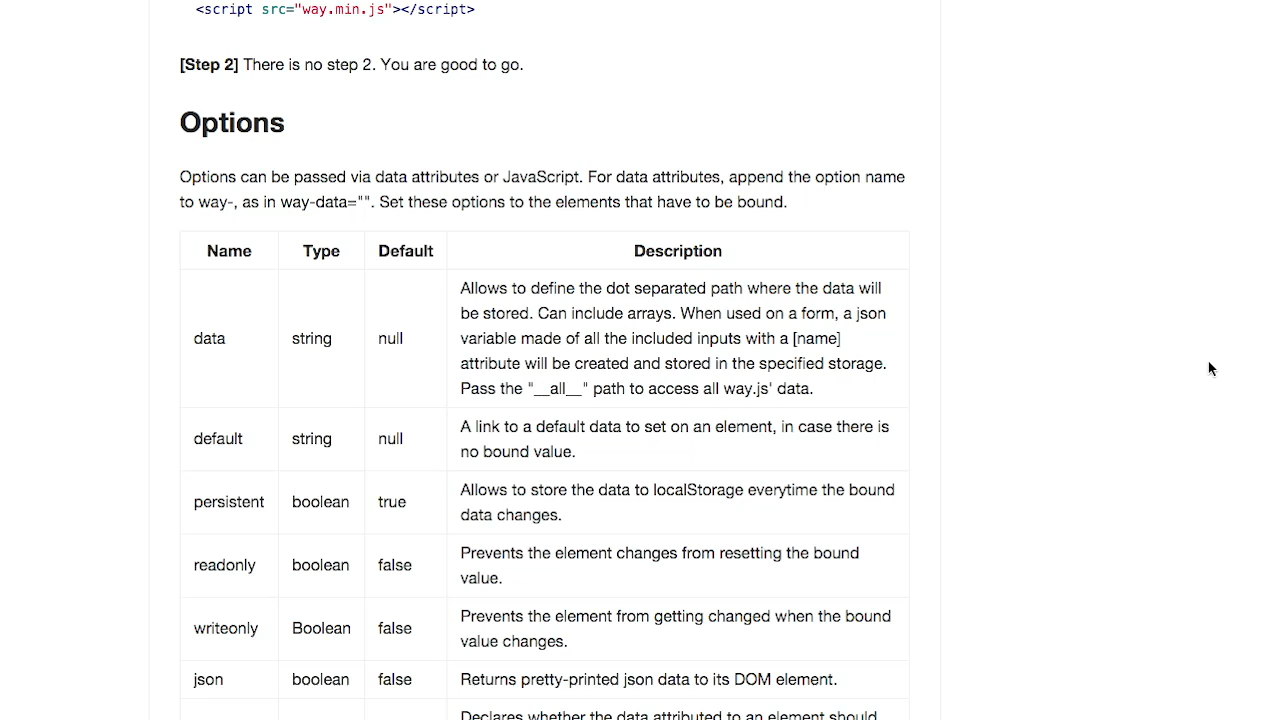 <script src="way.min.js"></script>
[Step 2] There is no step 2. You are good to go.
Options
Options can be passed via data attributes or JavaScript. For data attributes, append the option name
to way-, as in way-data="". Set these options to the elements that have to be bound.
Name Type Default Description
data string null Allows to define the dot separated path where the data will
be stored. Can include arrays. When used on a form, a json
variable made of all the included inputs with a [name]
attribute will be created and stored in the specified storage.
Pass the "__all__" path to access all way.js' data.
default string null A link to a default data to set on an element, in case there is
no bound value.
persistent boolean true Allows to store the data to localStorage everytime the bound
data changes.
readonly boolean false Prevents the element changes from resetting the bound
value.
writeonly Boolean false Prevents the element from getting changed when the bound
value changes.
json boolean false Returns pretty-printed json data to its DOM element.
Declares whether the data attributed to an element should